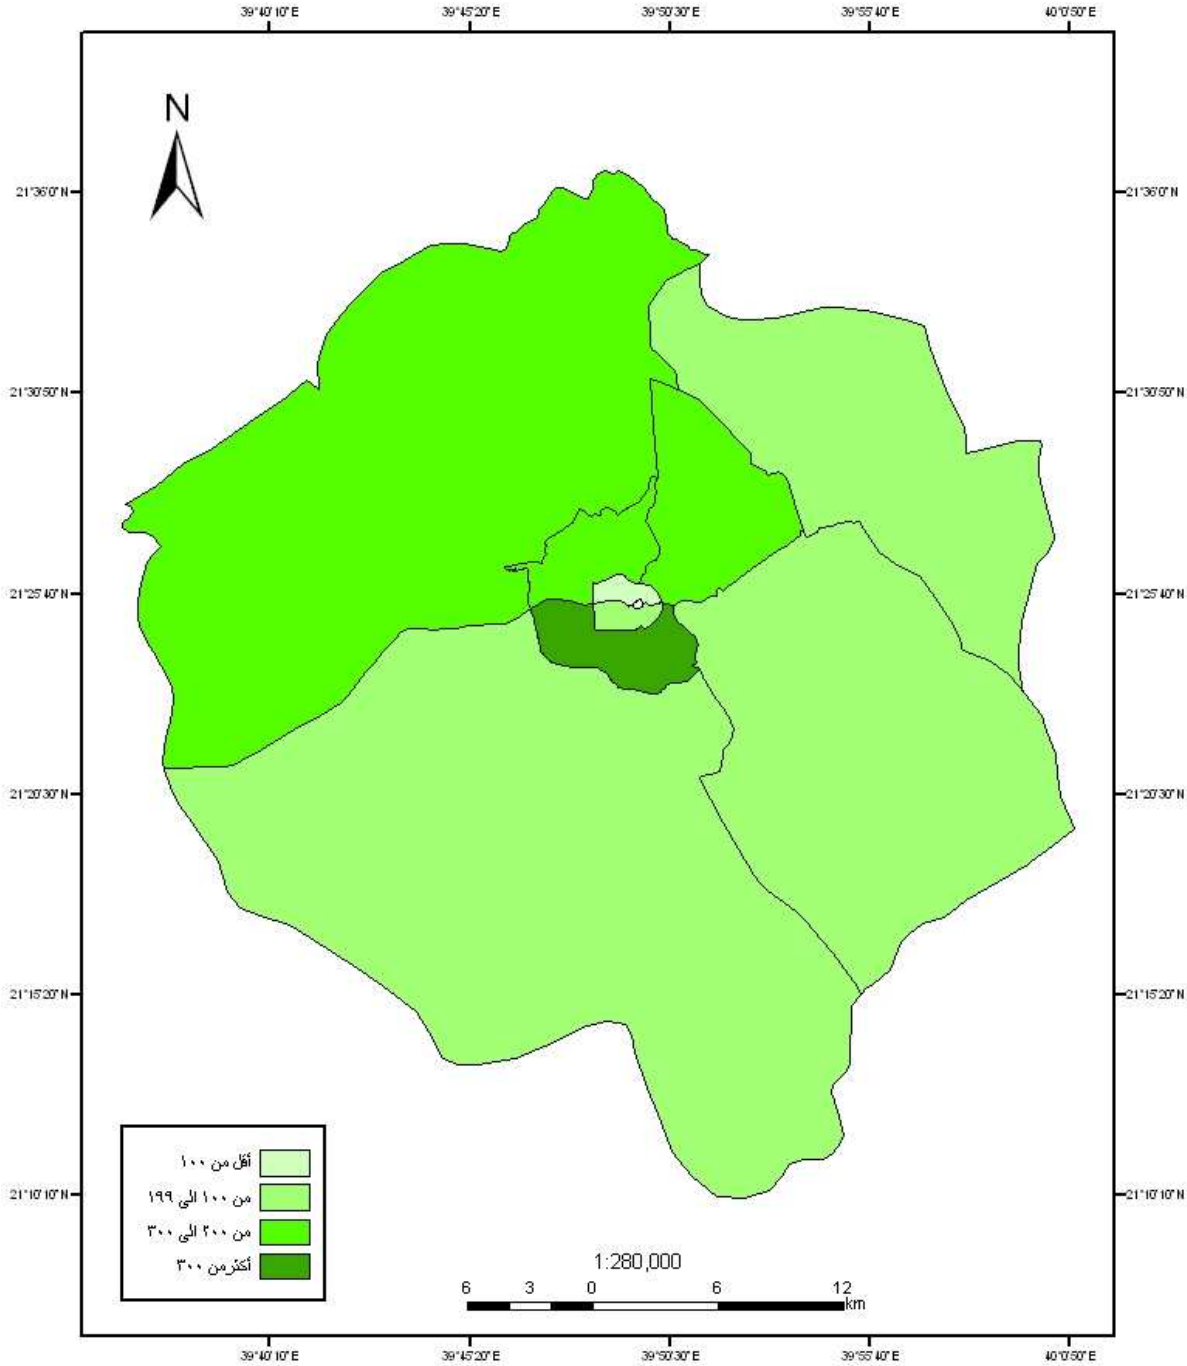 39°40'10"E 39°45'20"E 39°50'30"E 39°55'40"E 40°0'50"E
N
21°36'0"N 21°36'0"N
21°30'50"N 21°30'50"N
21°25'40"N 21°25'40"N
21°20'30"N 21°20'30"N
21°15'20"N 21°15'20"N
أقل من ١٠٠
من ١٠٠ الى ١٩٩
21°10'10"N 21°10'10"N
من ٢٠٠ الى ٣٠٠
أكثر من ٣٠٠
1:280,000
6 3 0 6 12
km
39°40'10"E 39°45'20"E 39°50'30"E 39°55'40"E 40°0'50"E